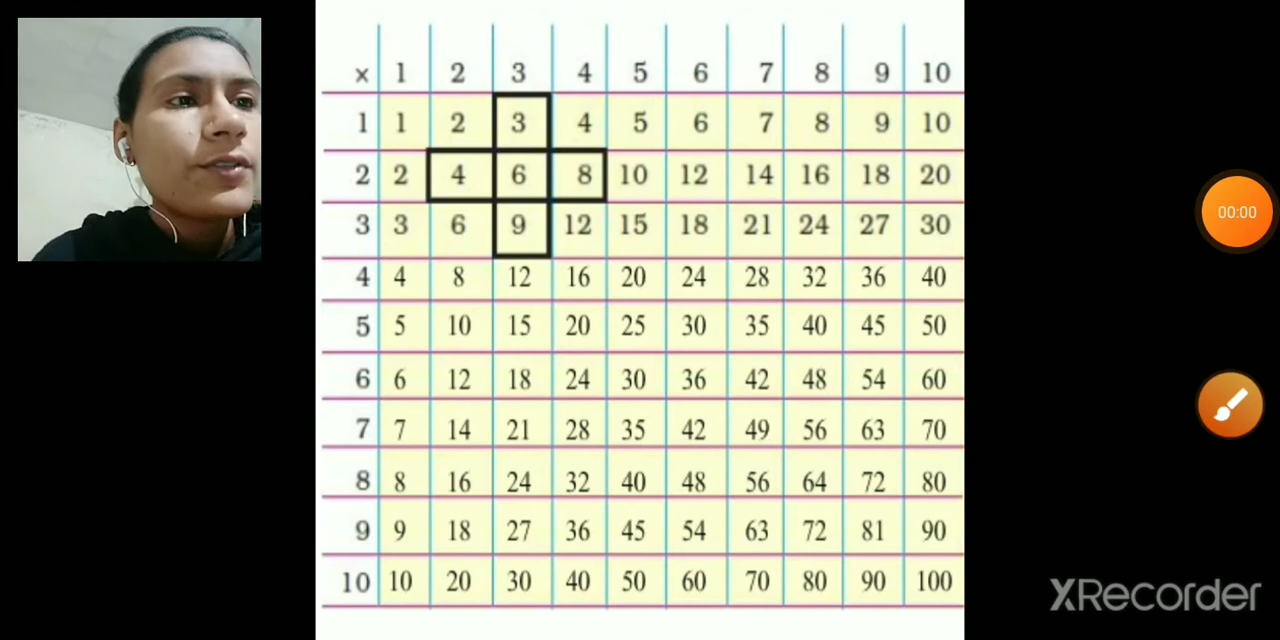 x 1 2 3 4 5 6 7 8 9 10
1 1 2 3 4 5 6 7 8 9 10
2 2 4 6 8 10 12 14 16 18 20
3 3 6 9 12 15 18 21 24 27 30
4 4 8 12 16 20 24 28 32 36 40
5 5 10 15 20 25 30 35 40 45 50
6 6 12 18 24 30 36 42 48 54 60
7 7 14 21 28 35 42 49 56 63 70
8 8 16 24 32 40 48 56 64 72 80
9 9 18 27 36 45 54 63 72 81 90
10 10 20 30 40 50 60 70 80 90 100
00:00
XRecorder